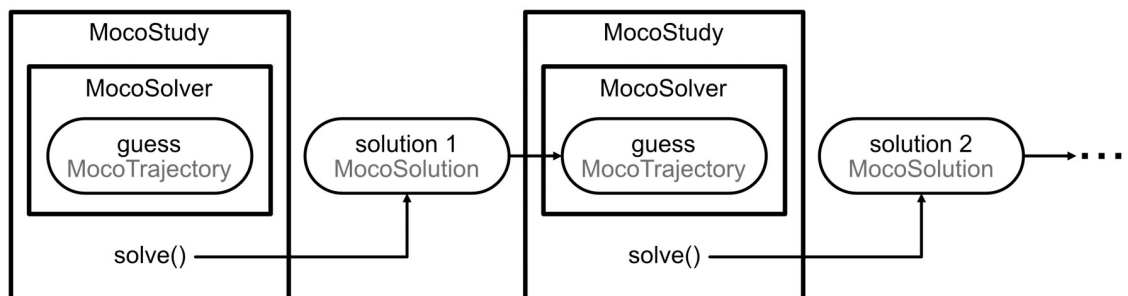 MocoStudy
MocoSolver
guess
MocoTrajectory
solve()
solution 1
MocoSolution
MocoStudy
MocoSolver
guess
MocoTrajectory
solve()
solution 2
MocoSolution
...